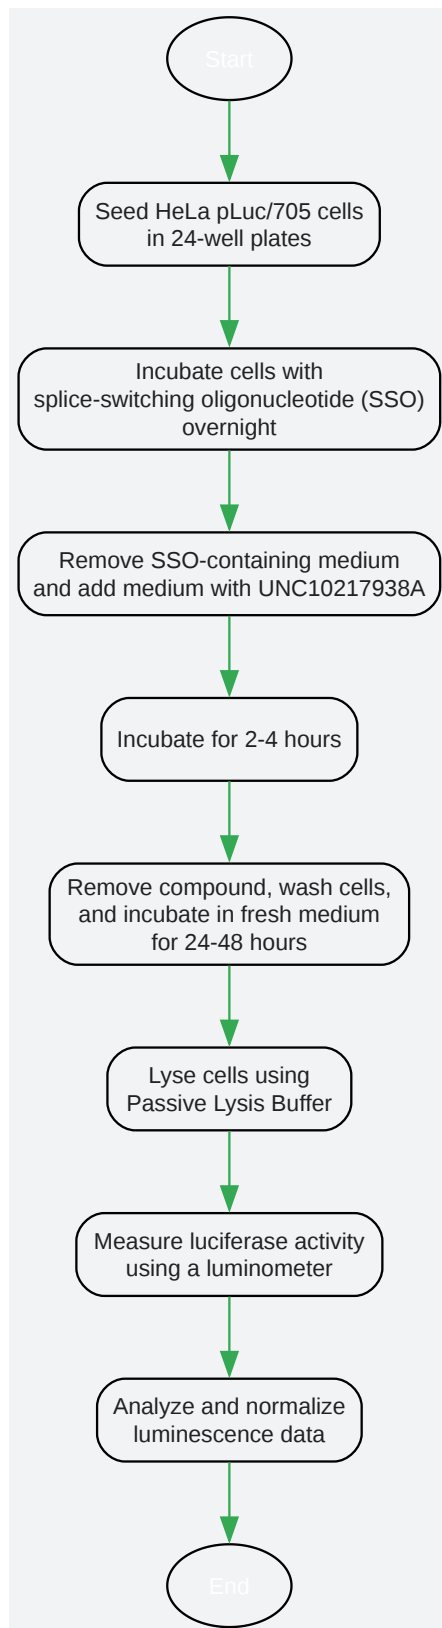 Start
Seed HeLa pLuc/705 cells
in 24-well plates
Incubate cells with
splice-switching oligonucleotide (SSO)
overnight
Remove SSO-containing medium
and add medium with UNC10217938A
Incubate for 2-4 hours
Remove compound, wash cells,
and incubate in fresh medium
for 24-48 hours
Lyse cells using
Passive Lysis Buffer
Measure luciferase activity
using a luminometer
Analyze and normalize
luminescence data
End